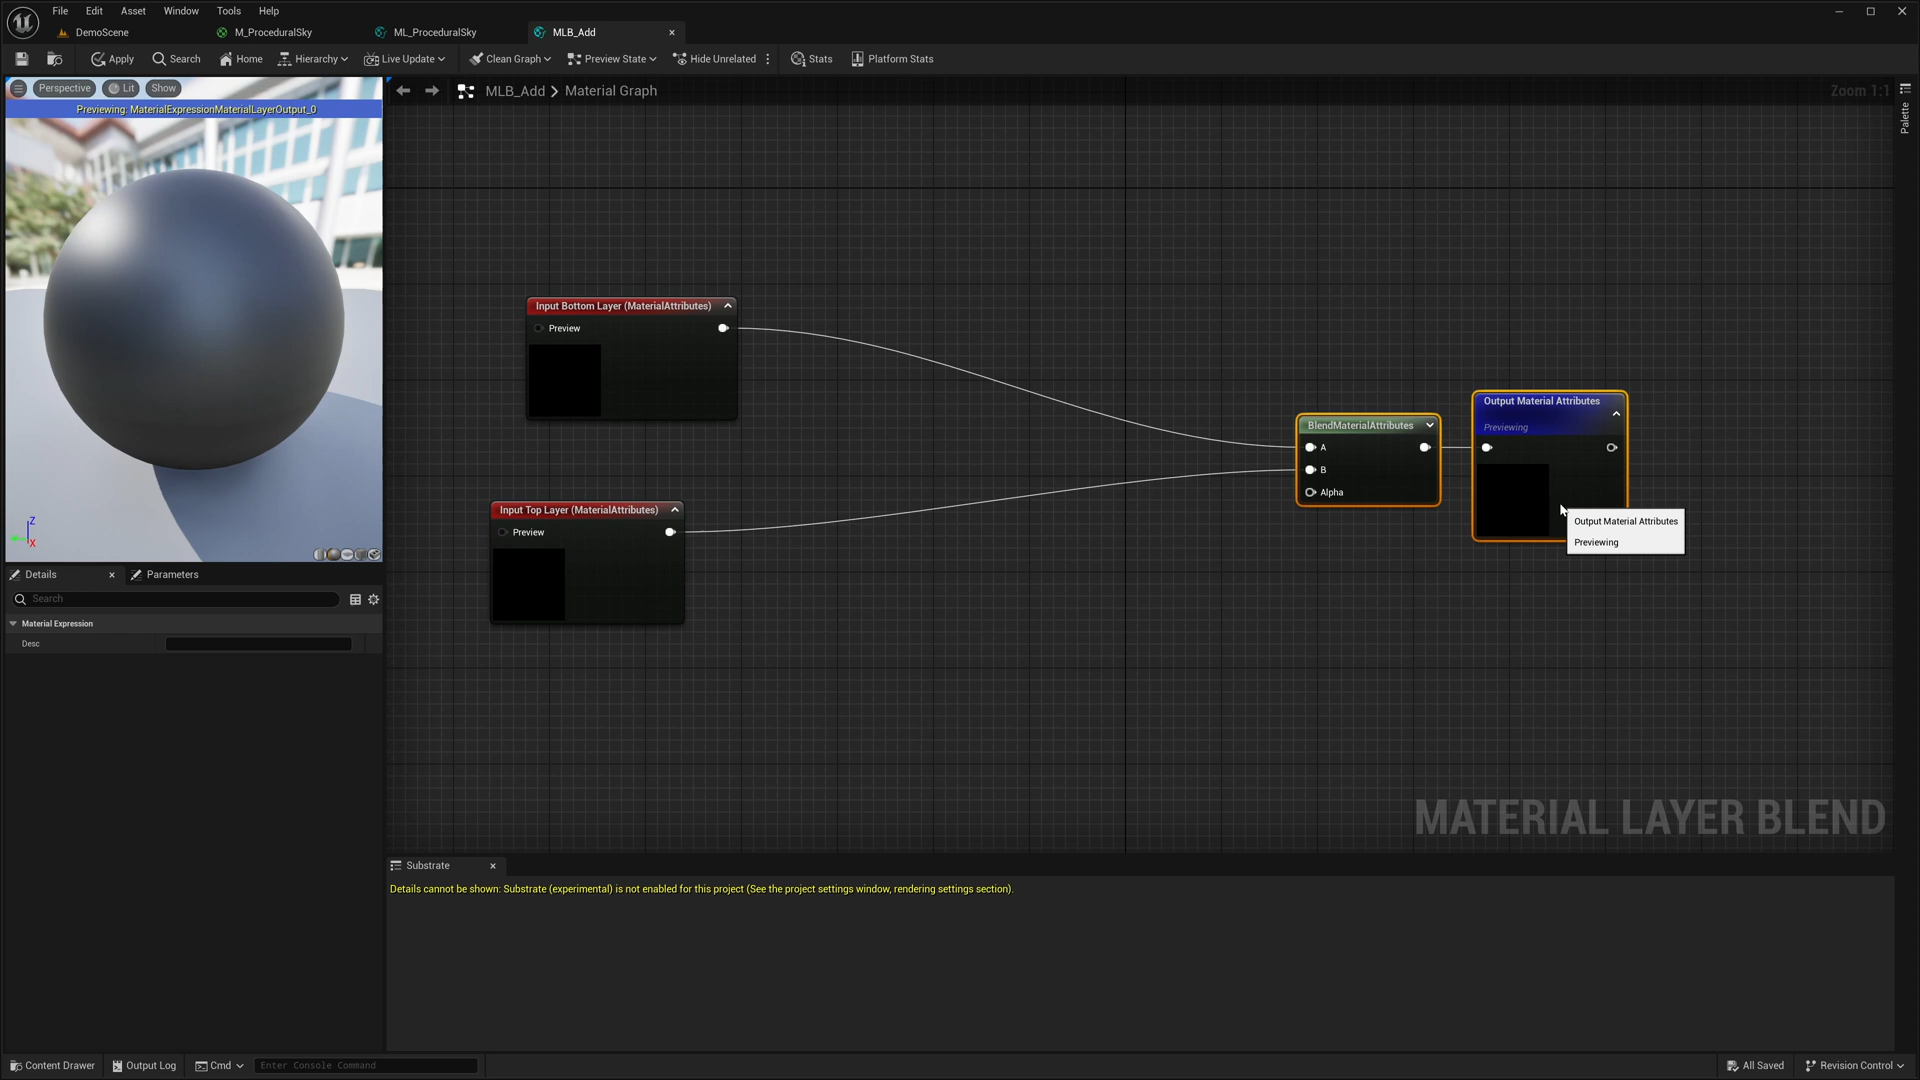 File Edit Asset Window Tools Help
DemoScene M_ProceduralSky ML_ProceduralSky MLB_Add
Apply Search Home Hierarchy Live Update Clean Graph Preview State Hide Unrelated Stats Platform Stats
Perspective Lit Show
Previewing: MaterialExpressionMaterialLayerOutput_0
MLB_Add > Material Graph
Zoom 1:1
Palette
Input Bottom Layer (MaterialAttributes)
Preview
Input Top Layer (MaterialAttributes)
Preview
BlendMaterialAttributes
A
B
Alpha
Output Material Attributes
Previewing
Output Material Attributes
Previewing
Z
X
Details Parameters
Search
Material Expression
Desc
MATERIAL LAYER BLEND
Substrate
Details cannot be shown: Substrate (experimental) is not enabled for this project (See the project settings window, rendering settings section).
Content Drawer Output Log Cmd Enter Console Command All Saved Revision Control